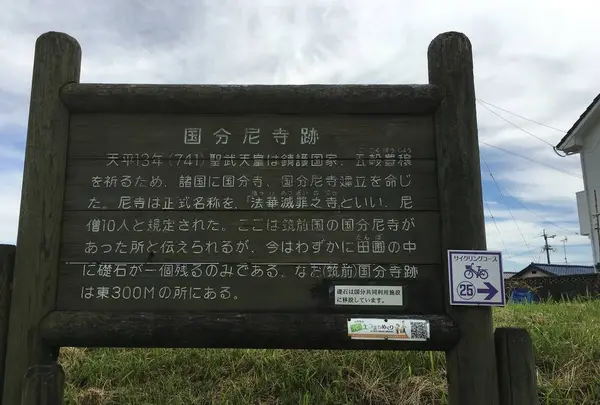 国分尼寺跡
天平13年(741)聖武天皇は鎮護国家、五穀豊穣
を祈るため、諸国に国分寺、国分尼寺建立を命じ
た。尼寺は正式名称を、「法華滅罪之寺」といい、尼
僧10人と規定された。ここは筑前国の国分尼寺が
あった所と伝えられるが、今はわずかに田圃の中
に礎石が一個残るのみである、なお筑前国分寺跡
は東300Mの所にある。
礎石は国分共同利用施設
に移設しています。
サイクリングコース
25